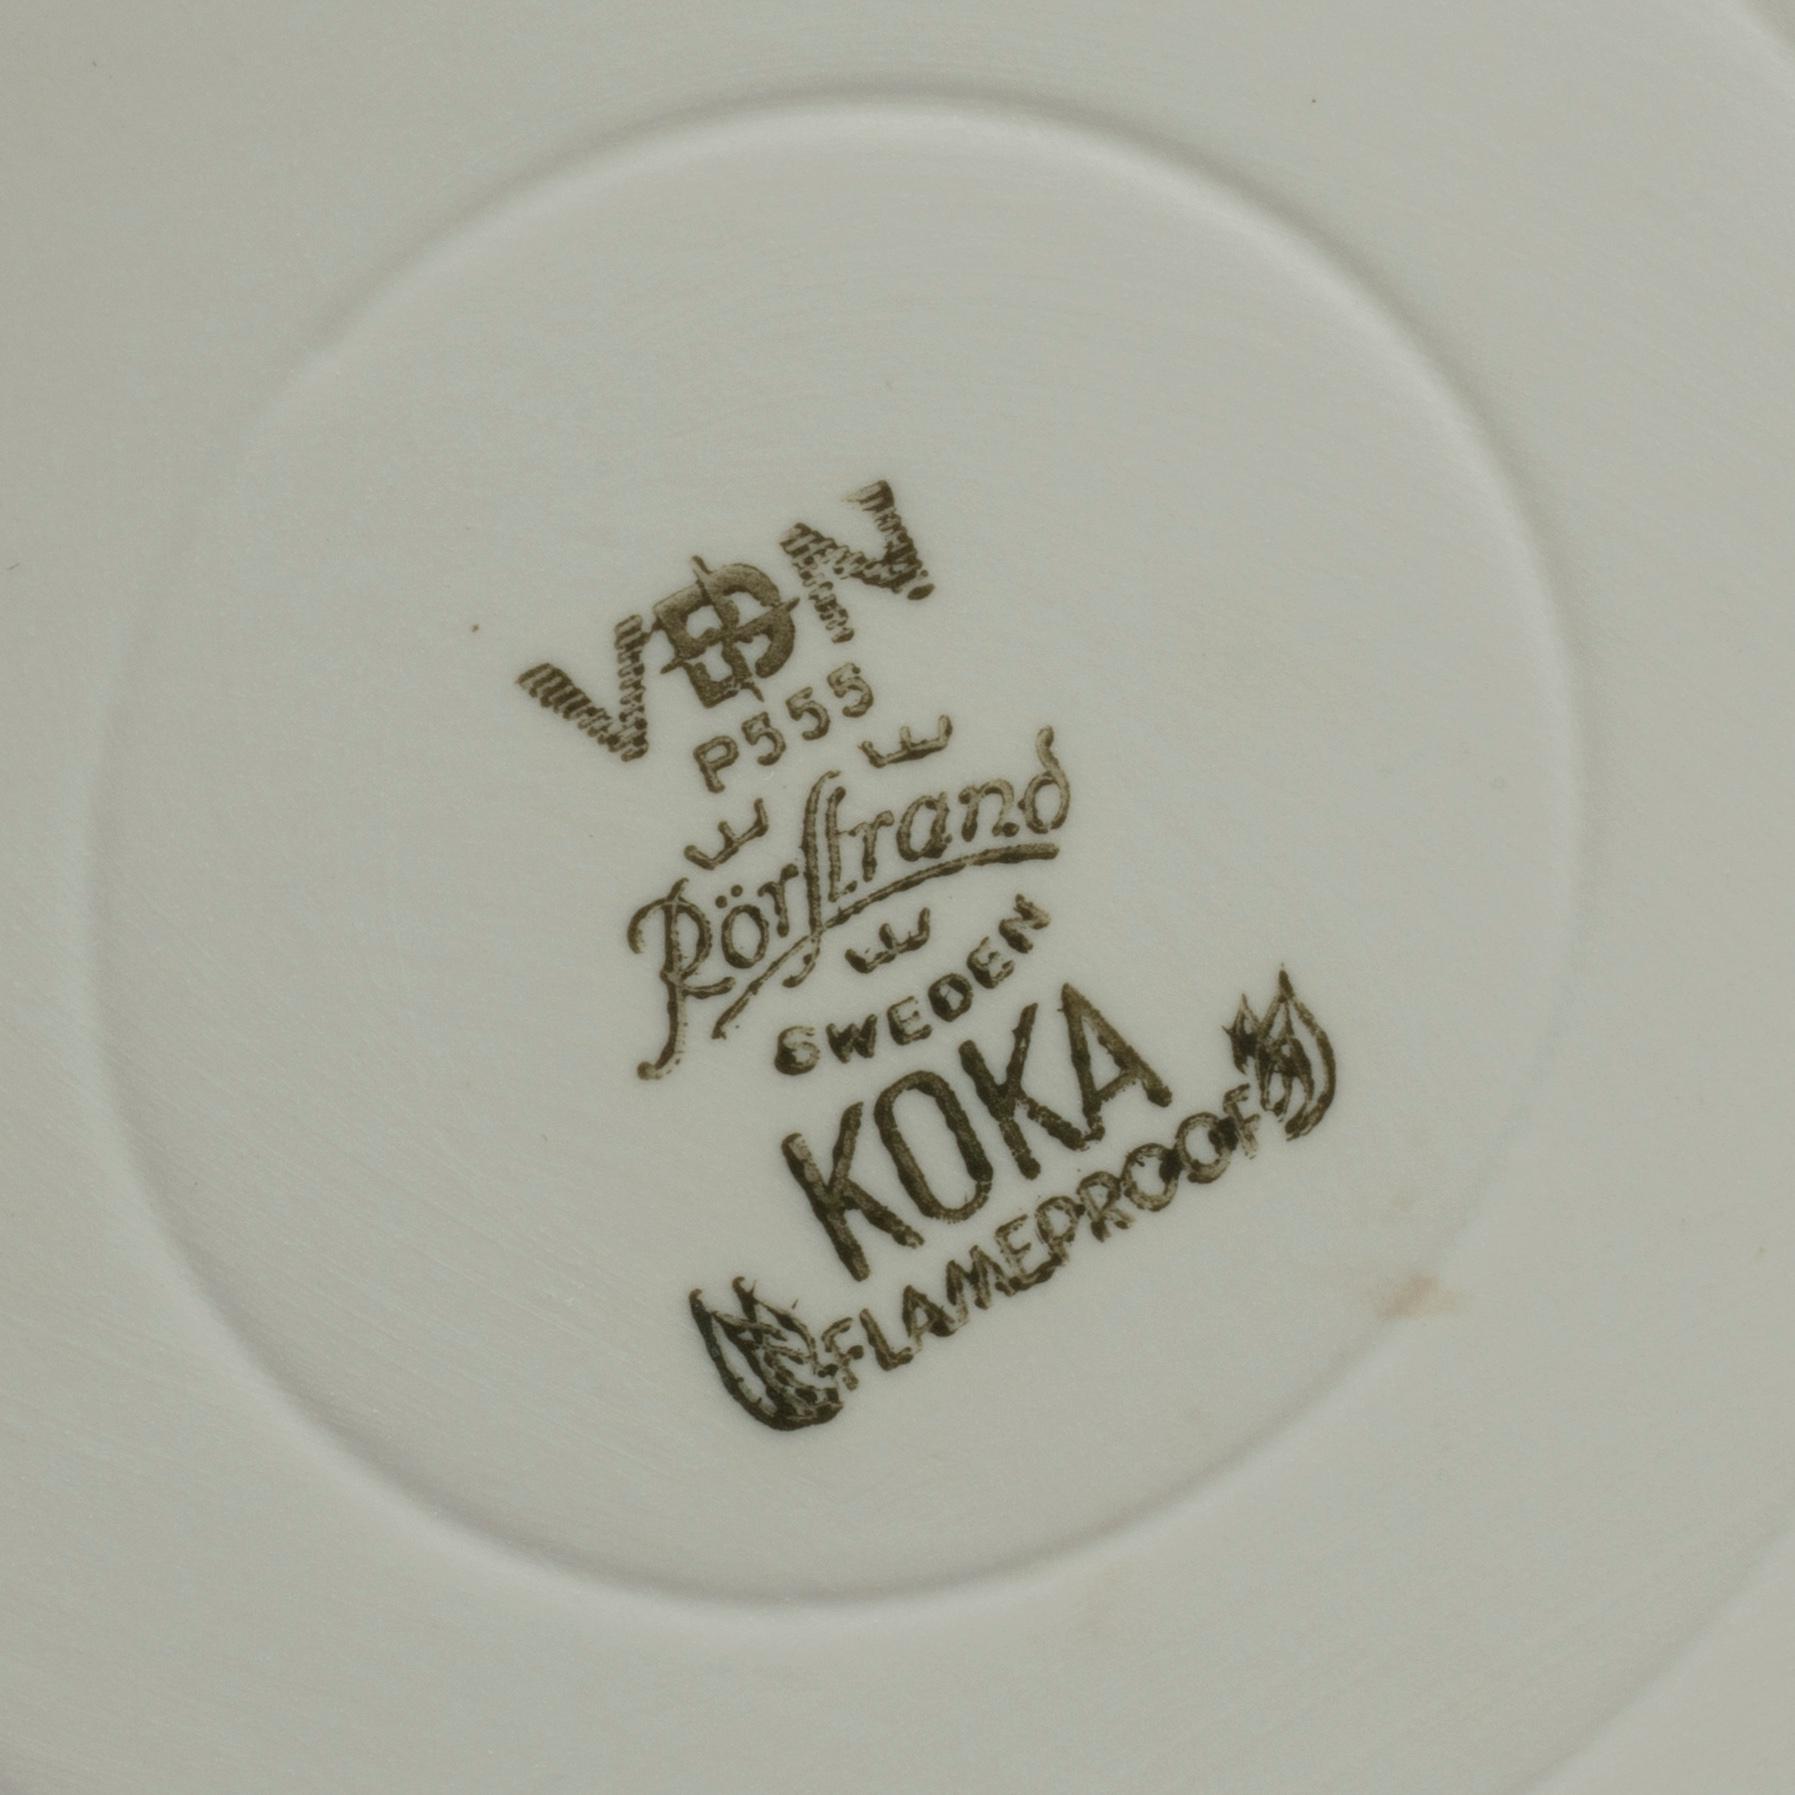 VDN
P555
Rörstrand
SWEDEN
KOKA
FLAMEPROOF